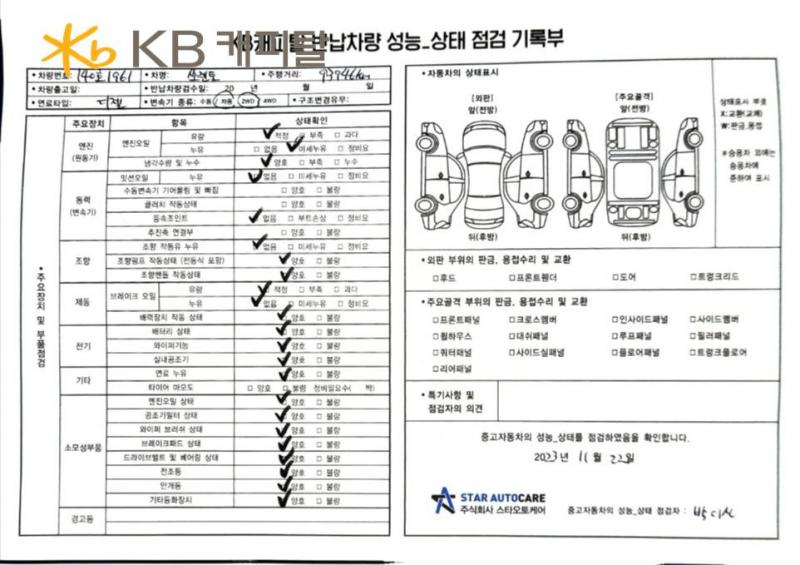 KB 캐피탈
KB캐피탈 반납차량 성능_상태 점검 기록부
• 차량번호: 140호1961 • 차명: 쏘렌토 • 주행거리: 93946km
• 차량출고일: • 반납차량검수일: 20 년 월 일
• 연료타입: 디젤 • 변속기 종류: 수동 / 자동 2WD 4WD • 구조변경유무:
• 주요장치 및 부품점검
주요장치 항목 상태확인
엔진 (원동기) 엔진오일 유량 ✓적정 □ 부족 □ 과다
누유 □ 없음 ✓미세누유 □ 정비요
냉각수량 및 누수 ✓양호 □ 부족 □ 누수
동력 (변속기) 밋션오일 누유 ✓없음 □ 미세누유 □ 정비요
수동변속기 기어물림 및 빠짐 □ 양호 □ 불량
클러치 작동상태 □ 양호 □ 불량
등속조인트 ✓없음 □ 부트손상 □ 정비요
추진축 연결부 □ 양호 □ 불량
조향 조향 작동유 누유 ✓없음 □ 미세누유 □ 정비요
조향펌프 작동상태 (전동식 포함) ✓양호 □ 불량
조향핸들 작동상태 ✓양호 □ 불량
제동 브레이크 오일 유량 ✓적정 □ 부족 □ 과다
누유 ✓없음 □ 미세누유 □ 정비요
배력장치 작동 상태 ✓양호 □ 불량
전기 배터리 상태 ✓양호 □ 불량
와이퍼기능 ✓양호 □ 불량
실내공조기 ✓양호 □ 불량
기타 연료 누유 ✓양호 □ 불량
타이어 마모도 □ 양호 □ 불량 정비필요수( 짝)
소모성부품 엔진오일 상태 ✓양호 □ 불량
공조기필터 상태 ✓양호 □ 불량
와이퍼 브러쉬 상태 ✓양호 □ 불량
브레이크패드 상태 ✓양호 □ 불량
드라이브벨트 및 베어링 상태 ✓양호 □ 불량
전조등 ✓양호 □ 불량
안개등 ✓양호 □ 불량
기타등화장치 ✓양호 □ 불량
경고등
• 자동차의 상태표시
[외판] [주요골격]
앞(전방) 앞(전방)
뒤(후방) 뒤(후방)
상태표시 부호
X:교환(교체)
W:판금,용접
*승용차 외에는
승용차에
준하여 표시
• 외판 부위의 판금, 용접수리 및 교환
□후드 □프론트휀더 □도어 □트렁크리드
• 주요골격 부위의 판금, 용접수리 및 교환
□프론트패널 □크로스멤버 □인사이드패널 □사이드멤버
□휠하우스 □대쉬패널 □루프패널 □필러패널
□쿼터패널 □사이드실패널 □플로어패널 □트렁크플로어
□리어패널
• 특기사항 및
점검자의 의견
중고자동차의 성능_상태를 점검하였음을 확인합니다.
2023년 11월 22일
STAR AUTOCARE
주식회사 스타오토케어
중고자동차의 성능_상태 점검자 :